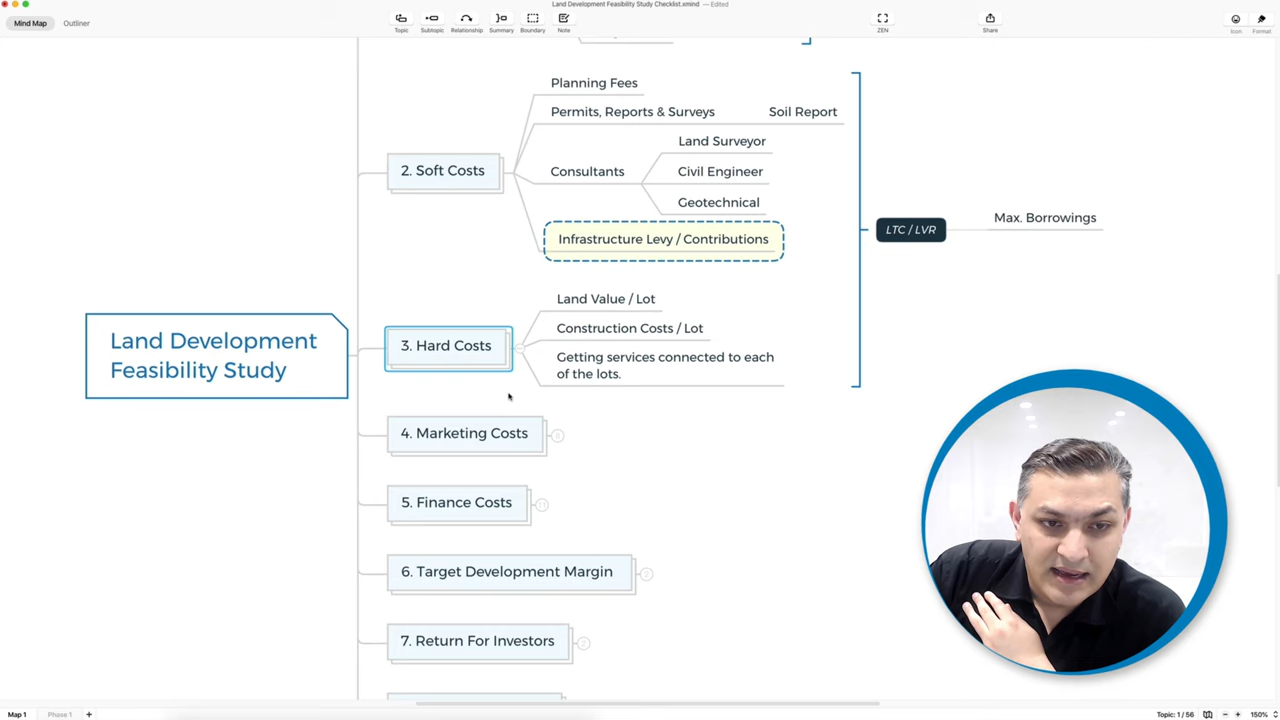 Land Development Feasibility Study Checklist.xmind — Edited
Mind Map
Outliner
Topic
Subtopic
Relationship
Summary
Boundary
Note
ZEN
Share
Icon
Format
Planning Fees
Permits, Reports & Surveys
Soil Report
Land Surveyor
2. Soft Costs
Consultants
Civil Engineer
Geotechnical
Infrastructure Levy / Contributions
LTC / LVR
Max. Borrowings
Land Development
Feasibility Study
3. Hard Costs
Land Value / Lot
Construction Costs / Lot
Getting services connected to each
of the lots.
4. Marketing Costs
5. Finance Costs
11
6. Target Development Margin
7. Return For Investors
Map 1
Phase 1
Topic: 1 / 56
150%